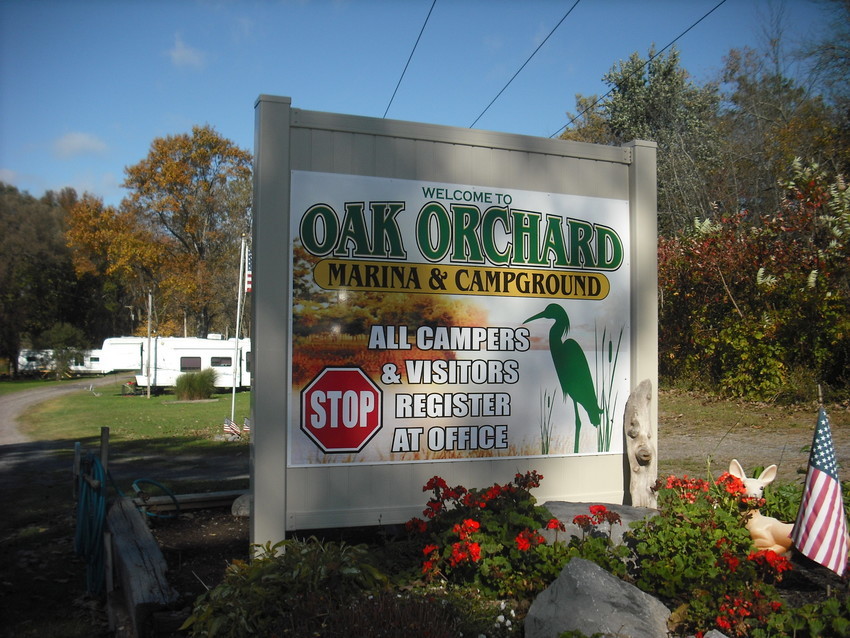 WELCOME TO
OAK ORCHARD
MARINA & CAMPGROUND
ALL CAMPERS
& VISITORS
STOP REGISTER
AT OFFICE